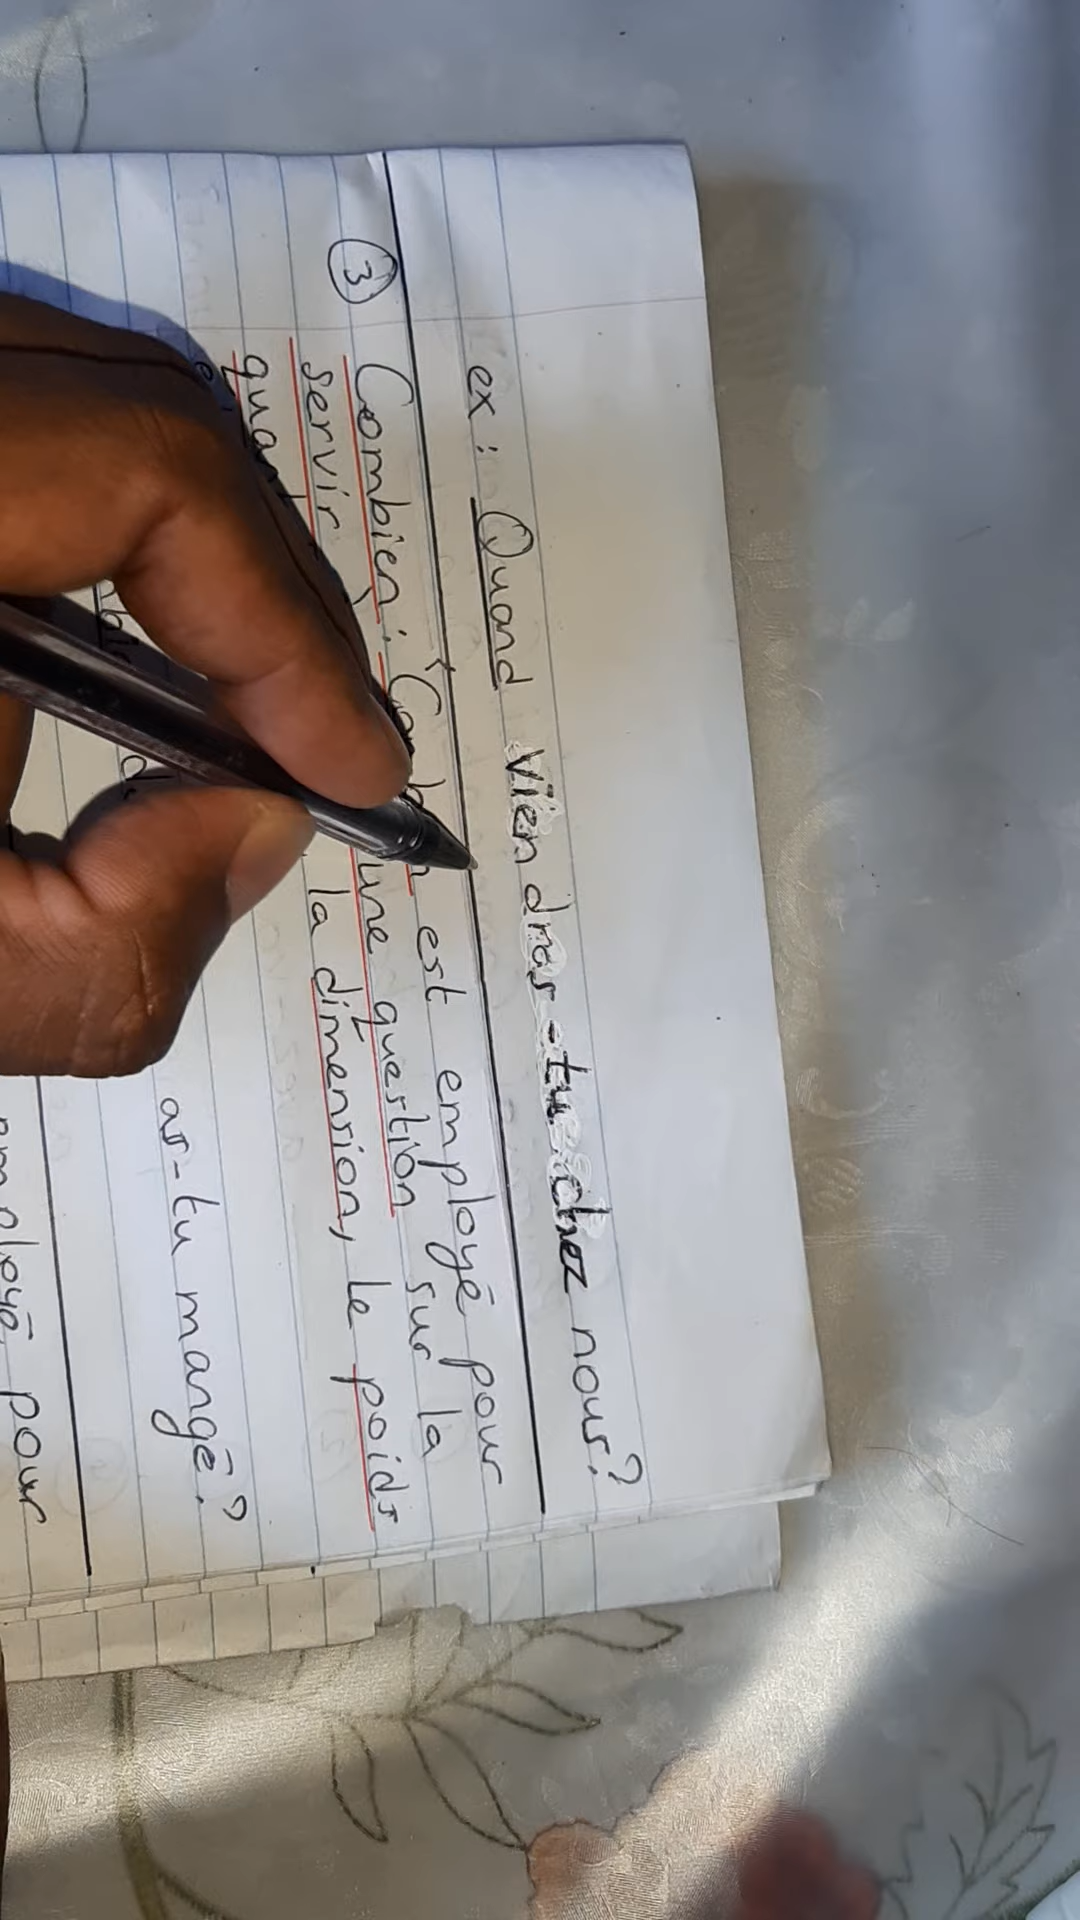 ex : Quand viendras-tu chez nous?
③ Combien : est employé pour
servir une question sur la
la dimension, le poids
as-tu mangé?
employé pour